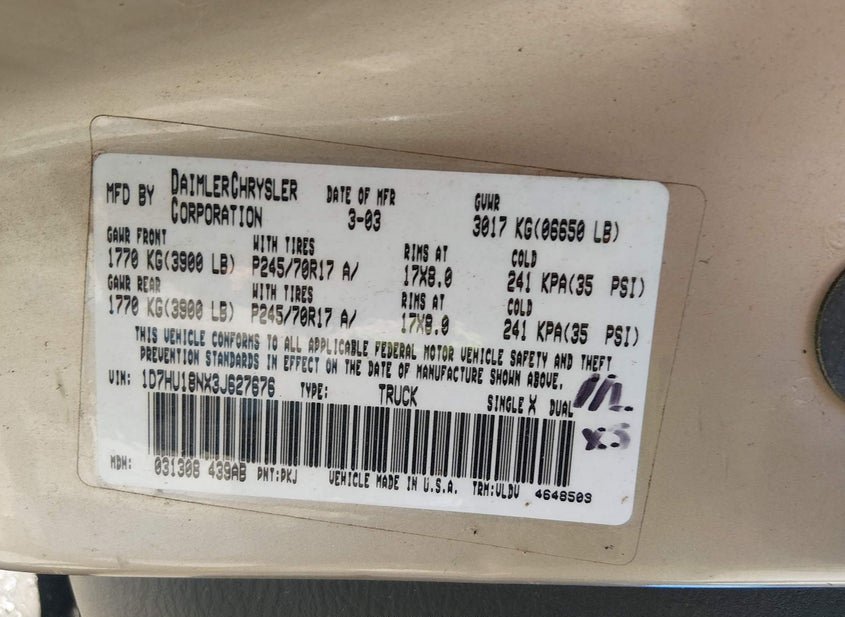 MFD BY DAIMLERCHRYSLER CORPORATION DATE OF MFR 3-03 GVWR 3017 KG(06650 LB)
GAWR FRONT WITH TIRES RIMS AT COLD
1770 KG(3900 LB) P245/70R17 A/ 17X8.0 241 KPA(35 PSI)
GAWR REAR WITH TIRES RIMS AT COLD
1770 KG(3900 LB) P245/70R17 A/ 17X8.0 241 KPA(35 PSI)
THIS VEHICLE CONFORMS TO ALL APPLICABLE FEDERAL MOTOR VEHICLE SAFETY AND THEFT
PREVENTION STANDARDS IN EFFECT ON THE DATE OF MANUFACTURE SHOWN ABOVE.
VIN: 1D7HU18NX3J627676 TYPE: TRUCK SINGLE X DUAL
X5
MDH: 031308 439AB PNT:PKJ VEHICLE MADE IN U.S.A. TRM:VLDV 4648503